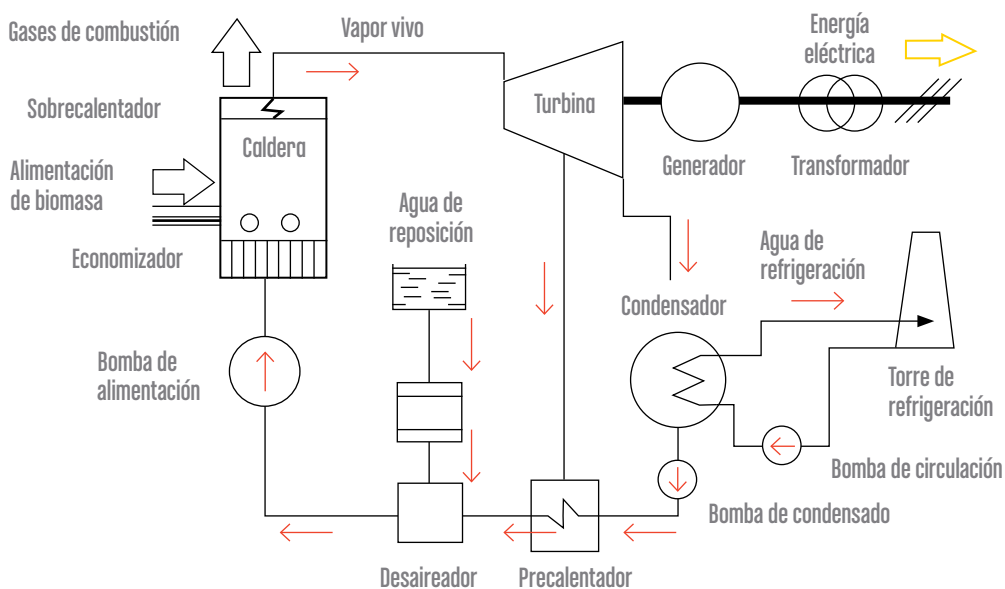 Gases de combustión
Vapor vivo
Energía
eléctrica
Sobrecalentador
Caldera
Turbina
Generador
Transformador
Alimentación
de biomasa
Agua de
reposición
Economizador
Agua de
refrigeración
Condensador
Bomba de
alimentación
Torre de
refrigeración
Bomba de circulación
Bomba de condensado
Desaireador
Precalentador